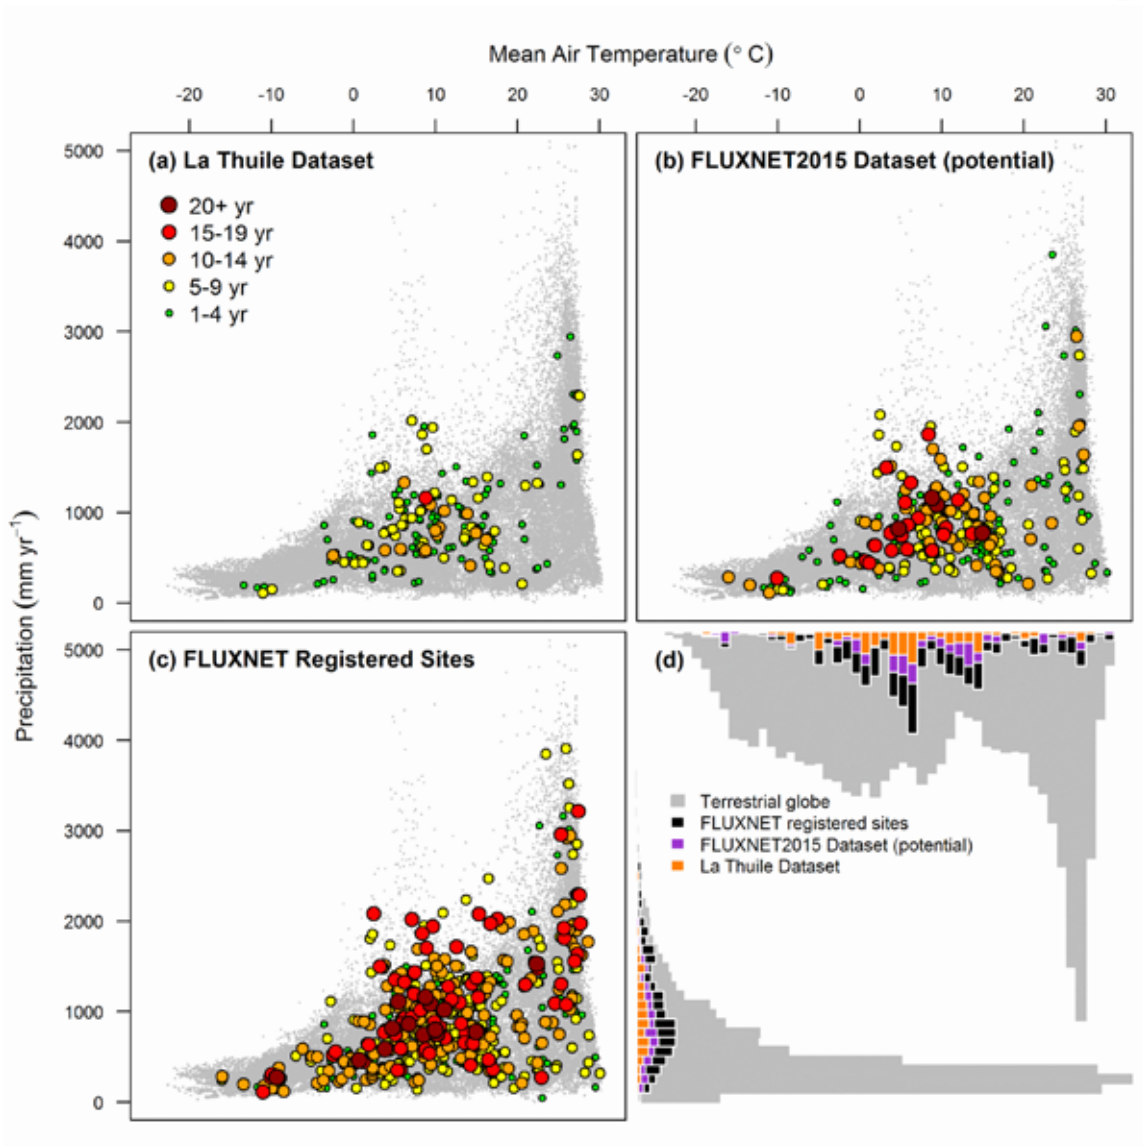 Mean Air Temperature (° C)
-20 -10 0 10 20 30
-20 -10 0 10 20 30
(a) La Thuile Dataset
20+ yr
15-19 yr
10-14 yr
5-9 yr
1-4 yr
(b) FLUXNET2015 Dataset (potential)
5000
4000
3000
2000
1000
0
Precipitation (mm yr⁻¹)
(c) FLUXNET Registered Sites
5000
4000
3000
2000
1000
0
(d)
Terrestrial globe
FLUXNET registered sites
FLUXNET2015 Dataset (potential)
La Thuile Dataset